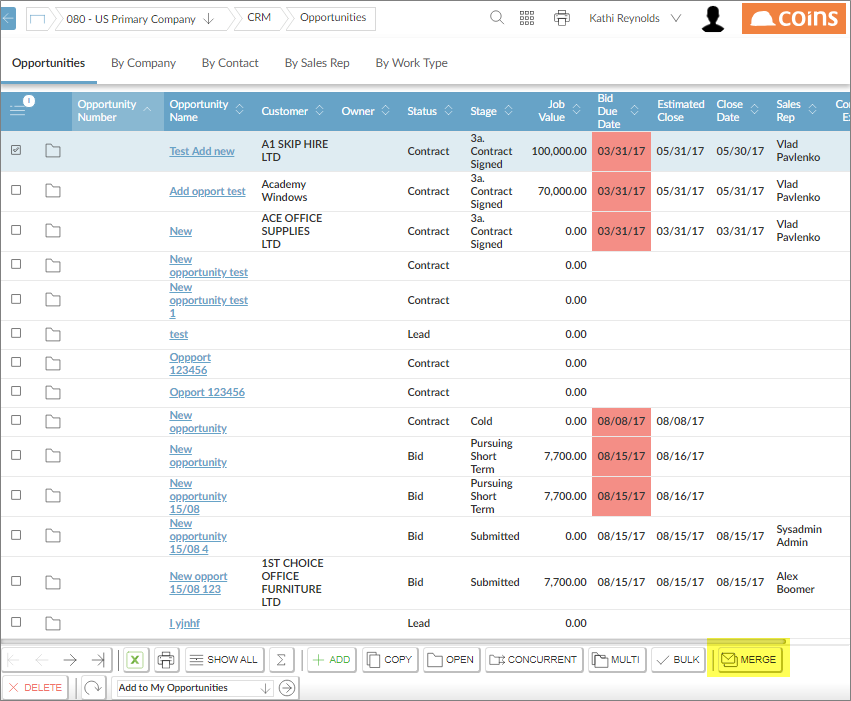 080 - US Primary Company CRM Opportunities Kathi Reynolds coins
Opportunities By Company By Contact By Sales Rep By Work Type
1
Opportunity Number Opportunity Name Customer Owner Status Stage Job Value Bid Due Date Estimated Close Close Date Sales Rep
Test Add new A1 SKIP HIRE LTD Contract 3a. Contract Signed 100,000.00 03/31/17 05/31/17 05/30/17 Vlad Pavlenko
Add opport test Academy Windows Contract 3a. Contract Signed 70,000.00 03/31/17 05/31/17 05/31/17 Vlad Pavlenko
New ACE OFFICE SUPPLIES LTD Contract 3a. Contract Signed 0.00 03/31/17 03/31/17 03/31/17 Vlad Pavlenko
New opportunity test Contract 0.00
New opportunity test 1 Contract 0.00
test Lead 0.00
Oppport 123456 Contract 0.00
Opport 123456 Contract 0.00
New opportunity Contract Cold 0.00 08/08/17 08/08/17
New opportunity Bid Pursuing Short Term 7,700.00 08/15/17 08/16/17
New opportunity 15/08 Bid Pursuing Short Term 7,700.00 08/15/17 08/16/17
New opportunity 15/08 4 Bid Submitted 0.00 08/15/17 08/15/17 08/15/17 Sysadmin Admin
New opport 15/08 123 1ST CHOICE OFFICE FURNITURE LTD Bid Submitted 7,700.00 08/15/17 08/15/17 08/15/17 Alex Boomer
Lead 0.00
SHOW ALL Σ ADD COPY OPEN CONCURRENT MULTI BULK MERGE
DELETE Add to My Opportunities